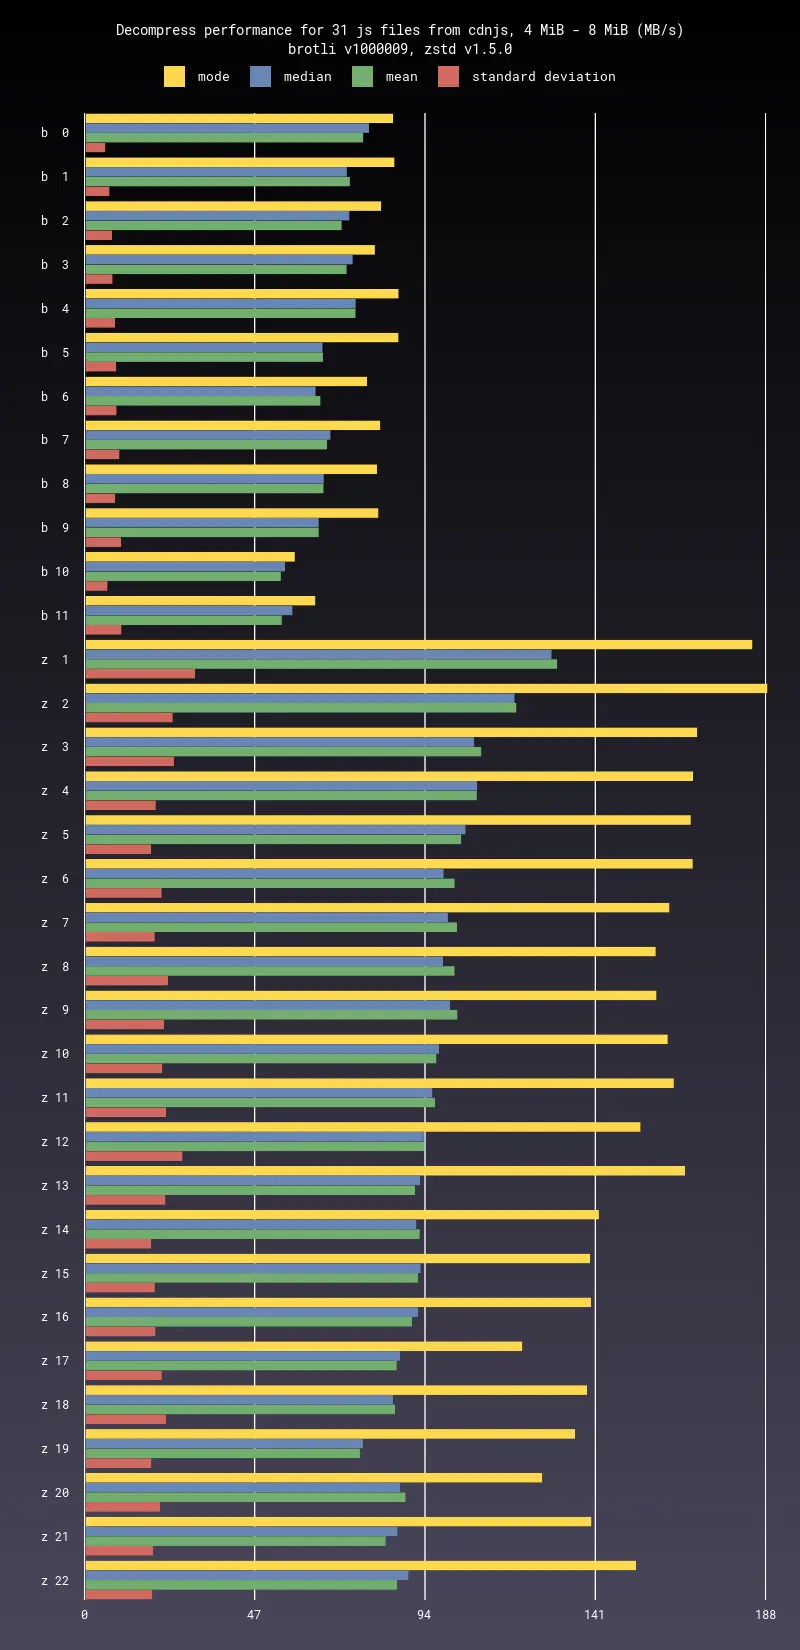 Decompress performance for 31 js files from cdnjs, 4 MiB - 8 MiB (MB/s)
brotli v1000009, zstd v1.5.0
mode median mean standard deviation
b 0
b 1
b 2
b 3
b 4
b 5
b 6
b 7
b 8
b 9
b 10
b 11
z 1
z 2
z 3
z 4
z 5
z 6
z 7
z 8
z 9
z 10
z 11
z 12
z 13
z 14
z 15
z 16
z 17
z 18
z 19
z 20
z 21
z 22
0 47 94 141 188